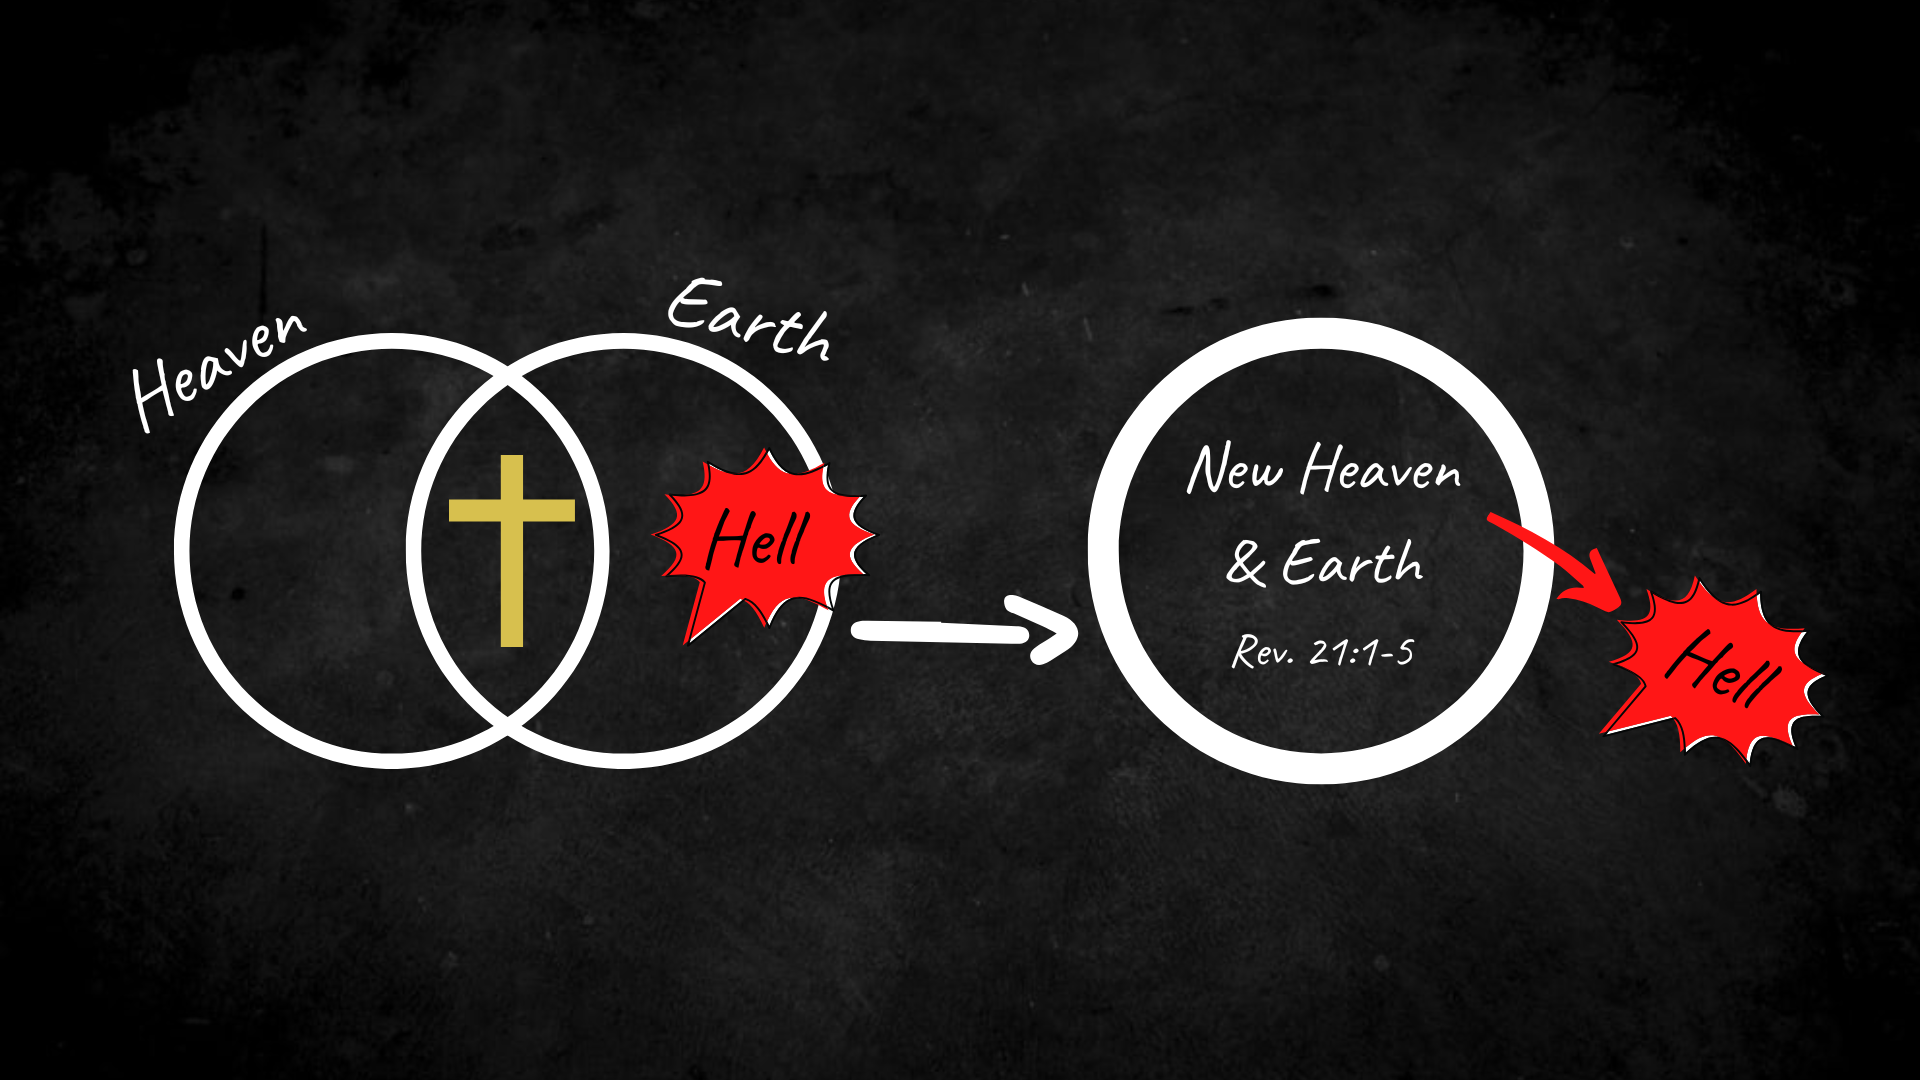 Heaven
Earth
Hell
New Heaven
& Earth
Rev. 21:1-5
Hell